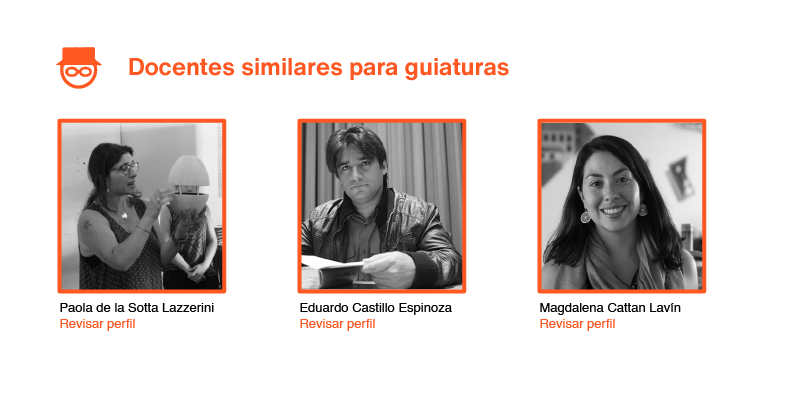 Docentes similares para guiaturas
Paola de la Sotta Lazzerini
Revisar perfil
Eduardo Castillo Espinoza
Revisar perfil
Magdalena Cattan Lavín
Revisar perfil